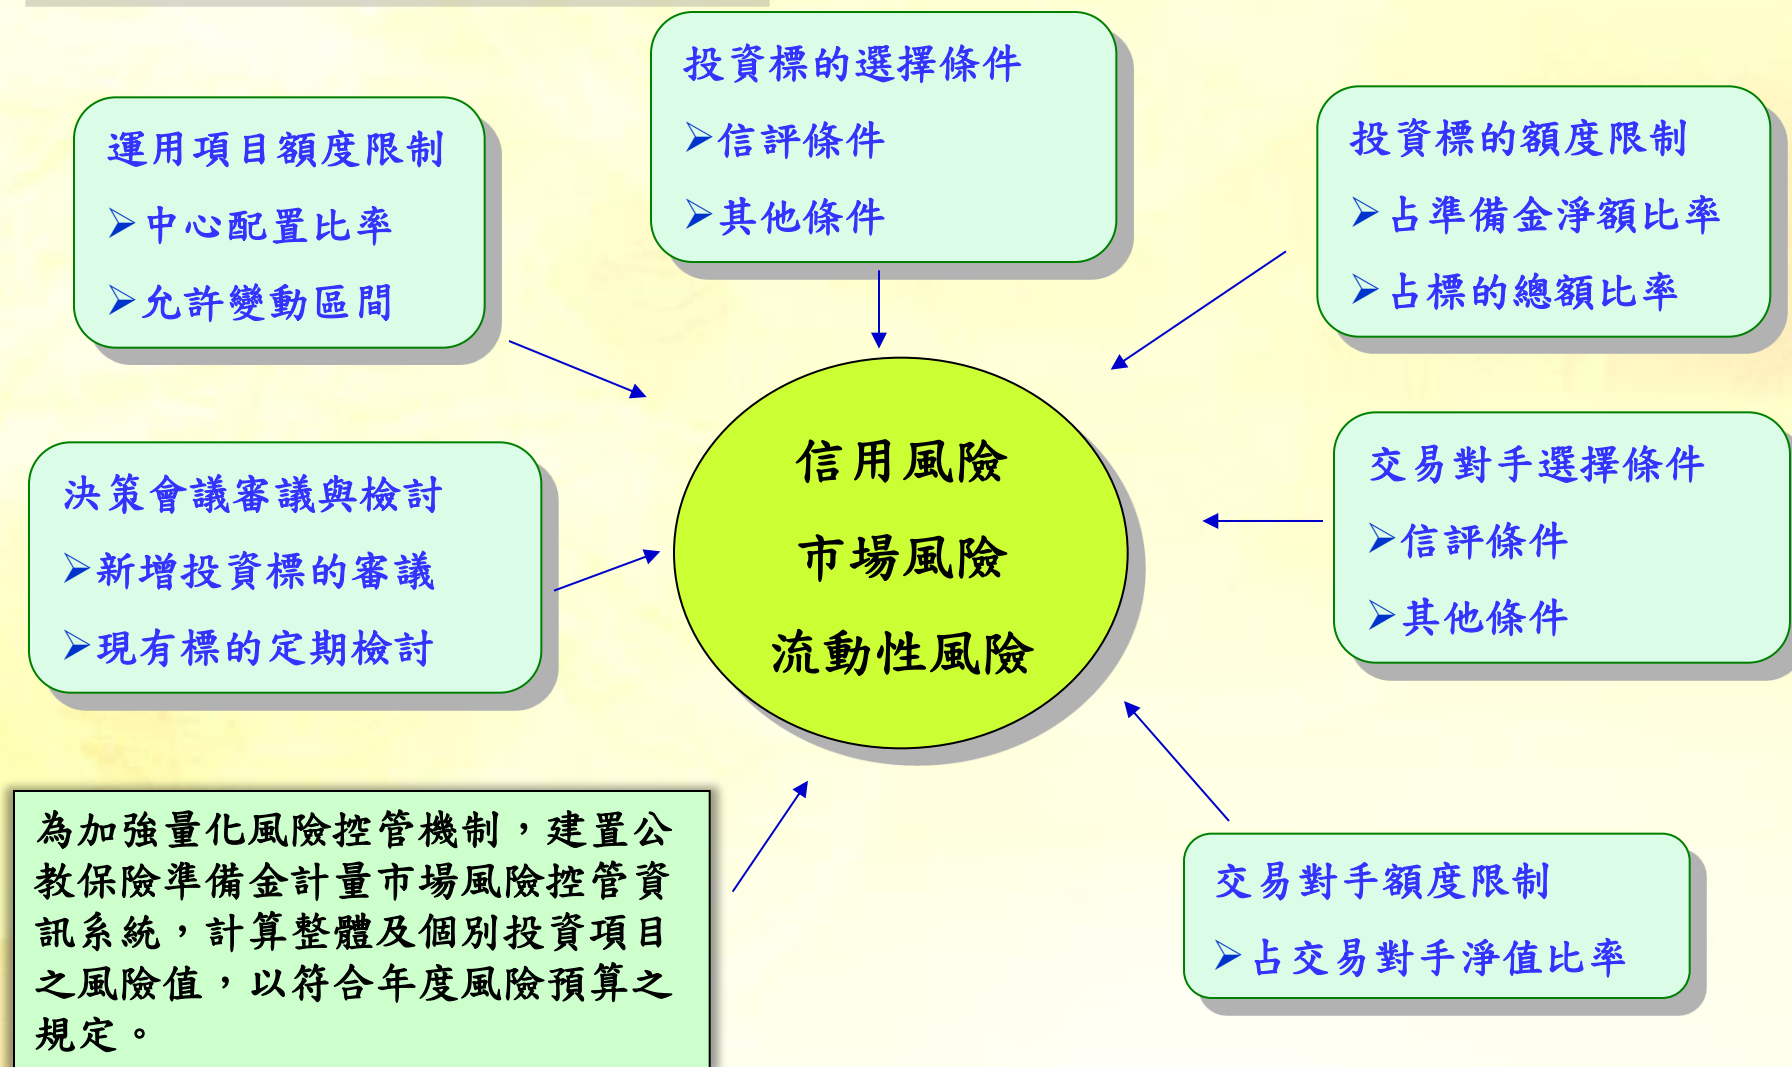 投資標的選擇條件
➢信評條件
➢其他條件
運用項目額度限制
➢中心配置比率
➢允許變動區間
投資標的額度限制
➢占準備金淨額比率
➢占標的總額比率
信用風險
市場風險
流動性風險
決策會議審議與檢討
➢新增投資標的審議
➢現有標的定期檢討
交易對手選擇條件
➢信評條件
➢其他條件
為加強量化風險控管機制，建置公
教保險準備金計量市場風險控管資
訊系統，計算整體及個別投資項目
之風險值，以符合年度風險預算之
規定。
交易對手額度限制
➢占交易對手淨值比率